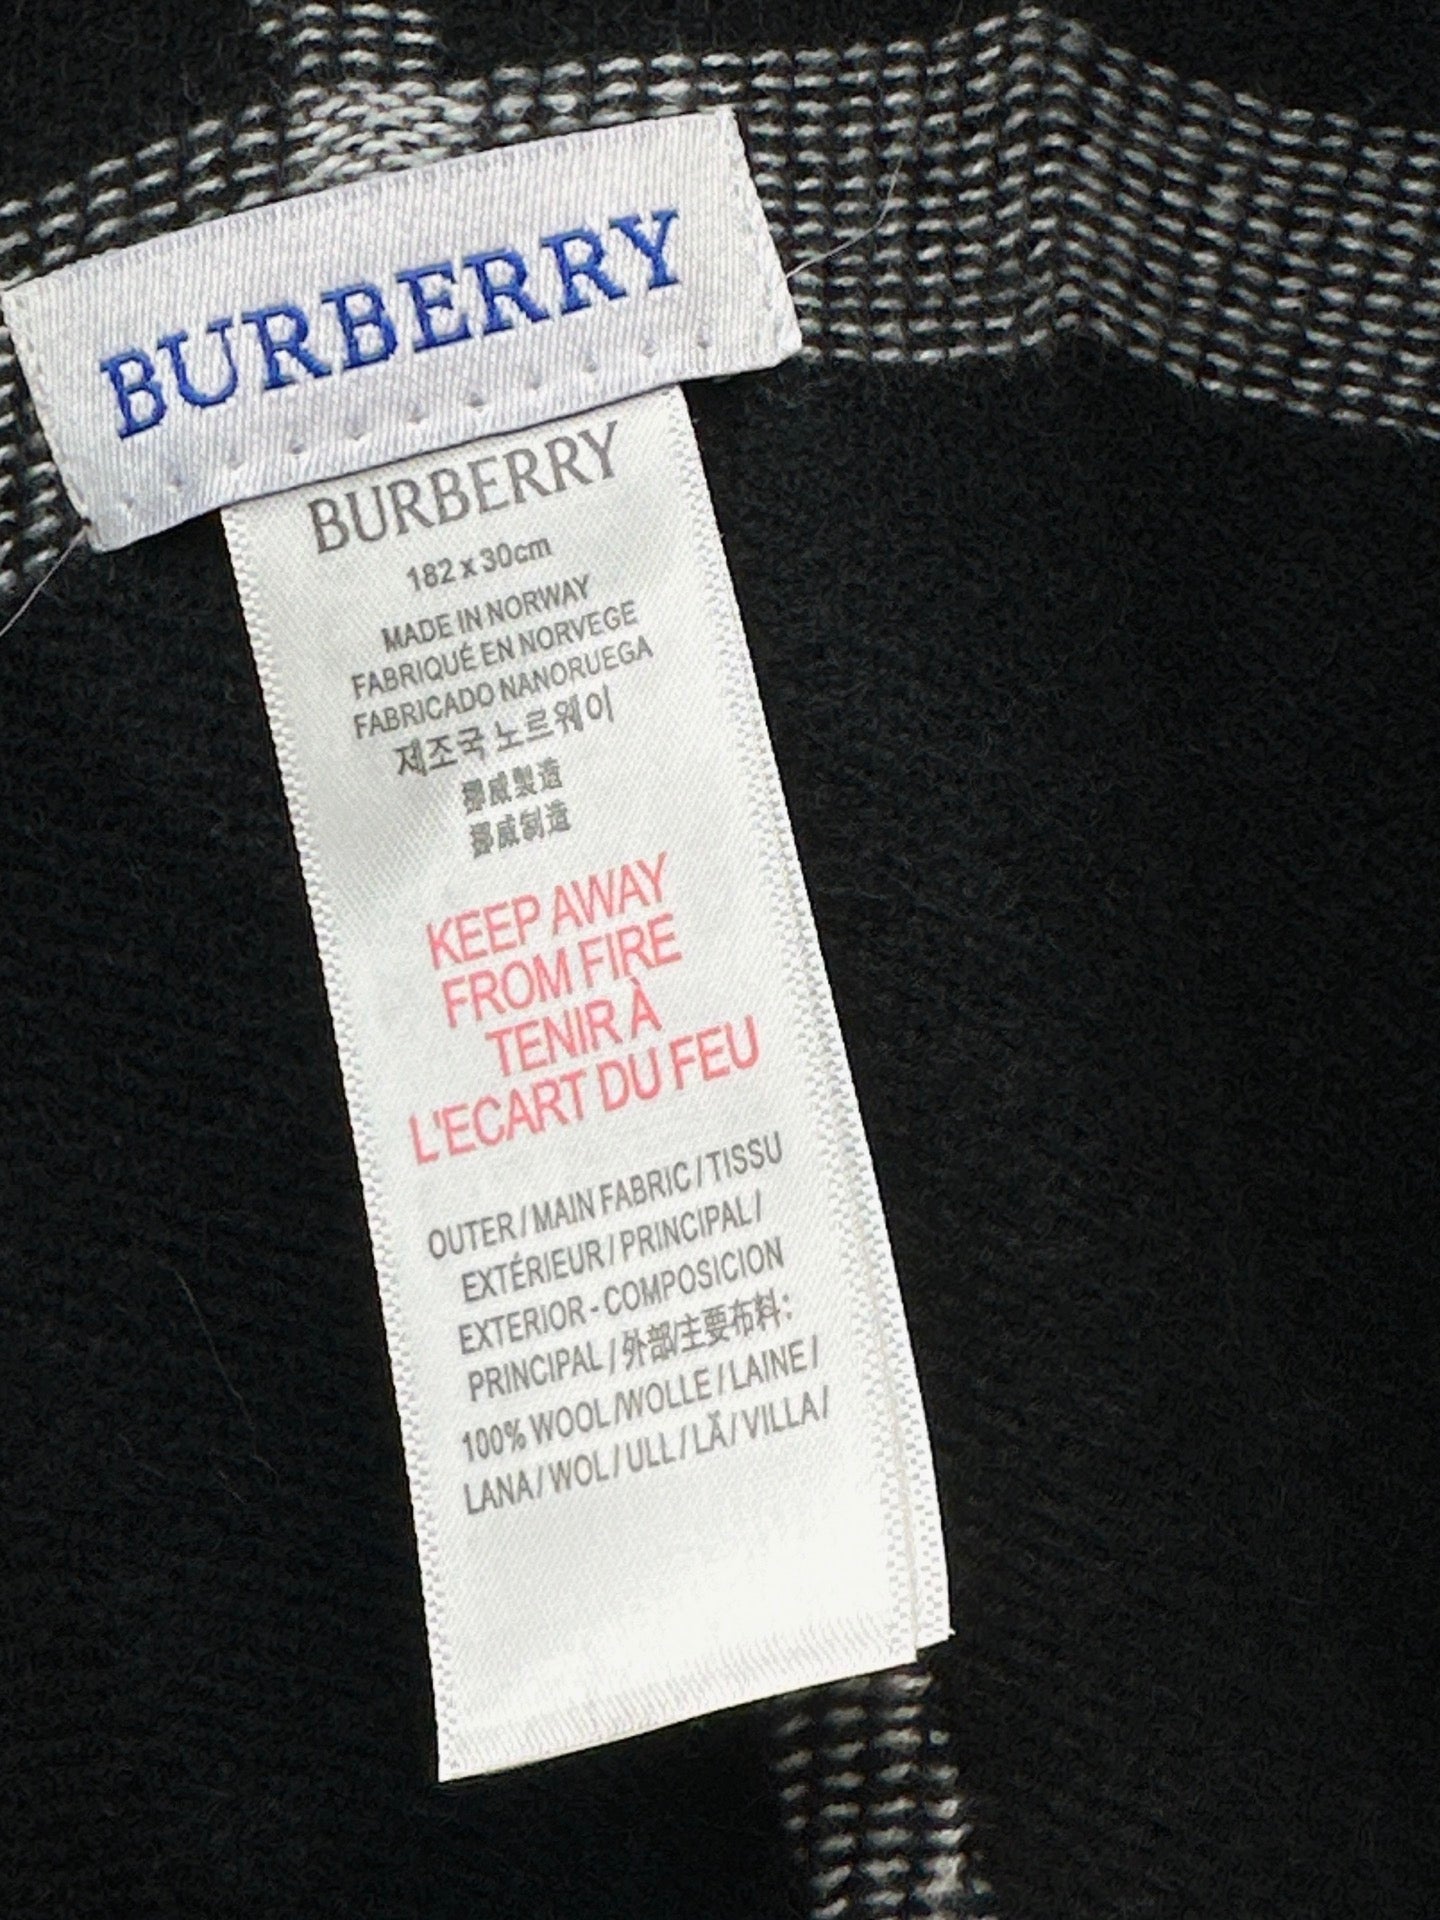 BURBERRY
BURBERRY
182 x 30cm
MADE IN NORWAY
FABRIQUÉ EN NORVEGE
FABRICADO NANORUEGA
제조국 노르웨이
挪威製造
挪威制造
KEEP AWAY
FROM FIRE
TENIR À
L'ECART DU FEU
OUTER / MAIN FABRIC / TISSU
EXTÉRIEUR / PRINCIPAL /
EXTERIOR - COMPOSICION
PRINCIPAL / 外部/主要布料:
100% WOOL /WOLLE / LAINE /
LANA / WOL / ULL / LÄ / VILLA /